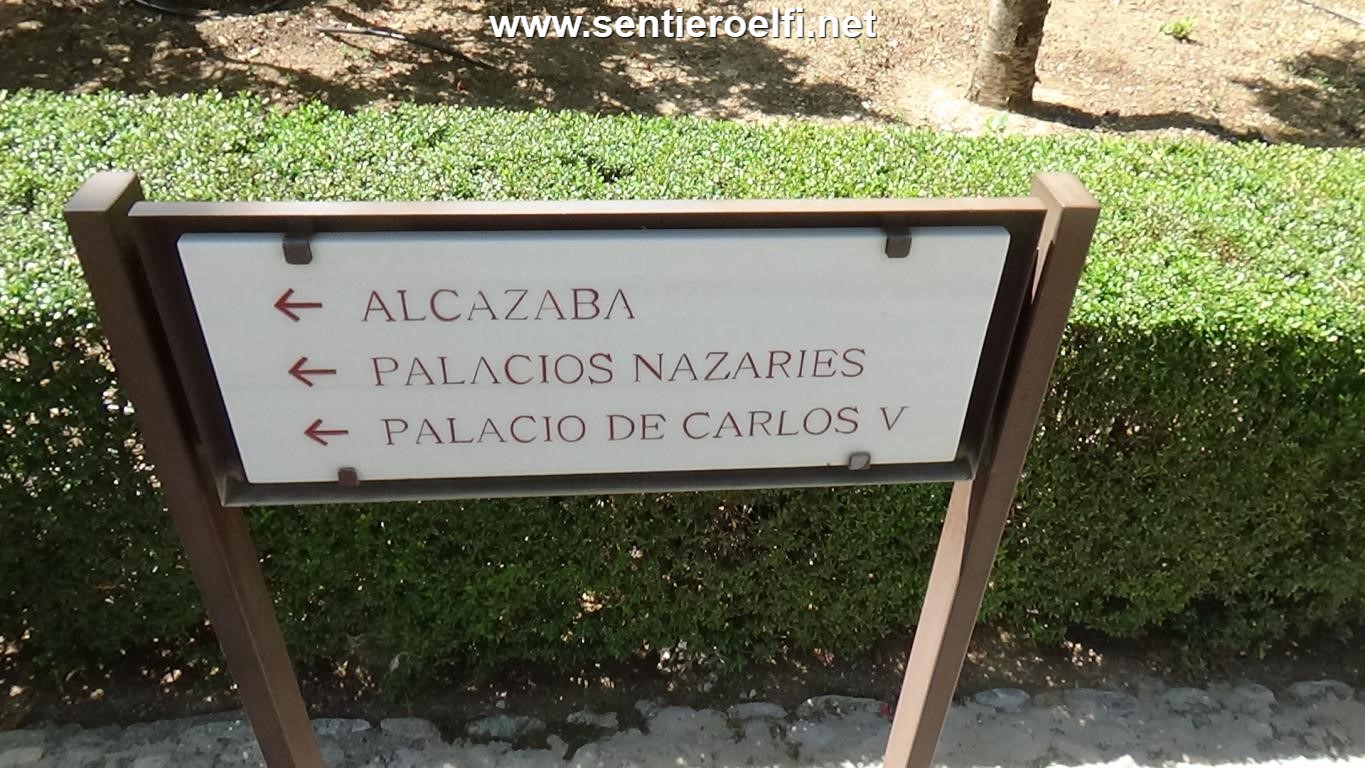 www.sentieroelfi.net
← ALCAZABA
← PALACIOS NAZARIES
← PALACIO DE CARLOS V